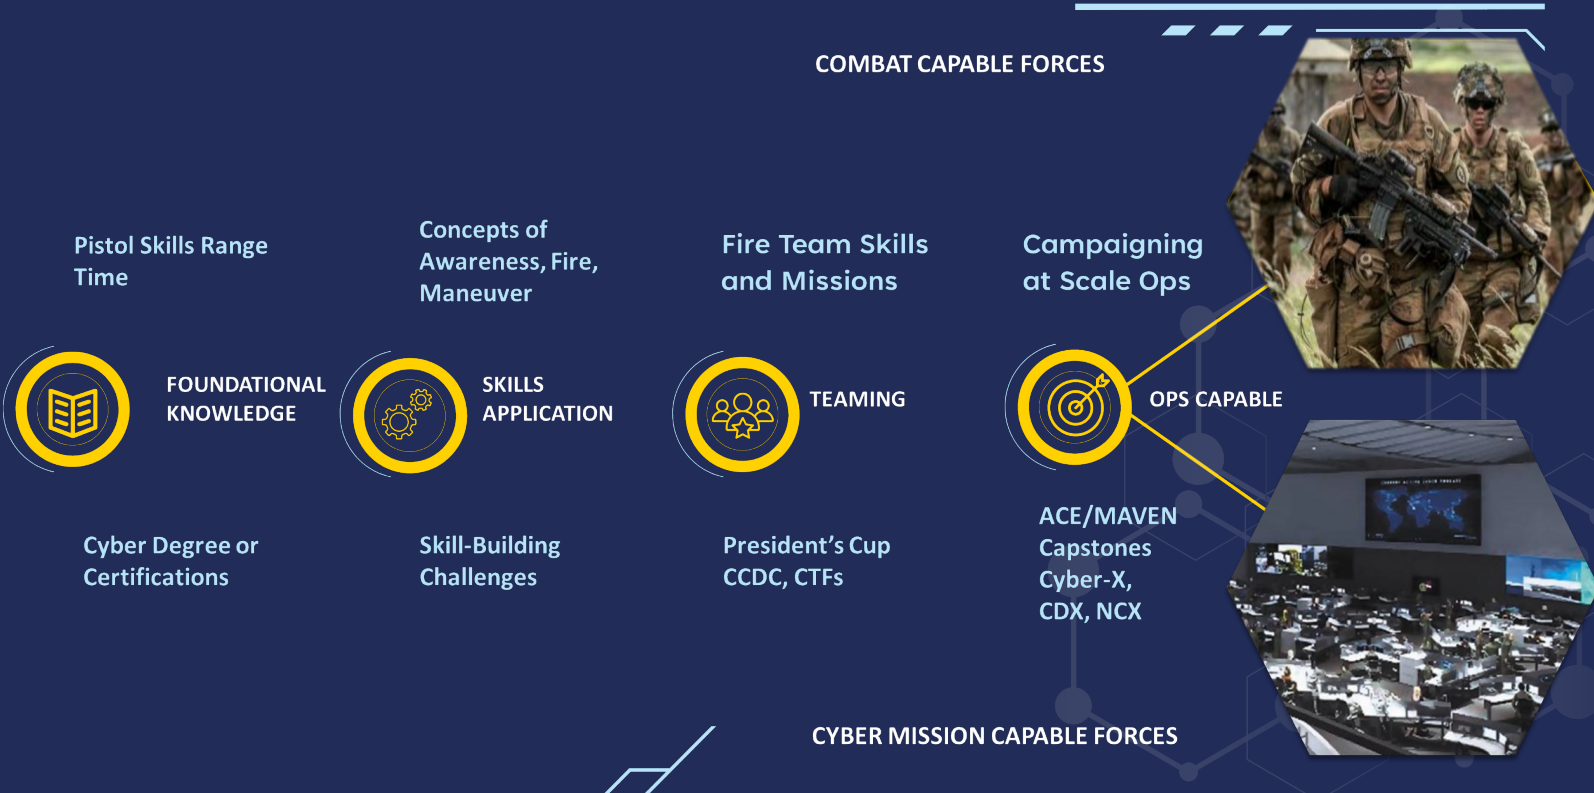 COMBAT CAPABLE FORCES
Pistol Skills Range
Time
Concepts of
Awareness, Fire,
Maneuver
Fire Team Skills
and Missions
Campaigning
at Scale Ops
FOUNDATIONAL
KNOWLEDGE
SKILLS
APPLICATION
TEAMING
OPS CAPABLE
Cyber Degree or
Certifications
Skill-Building
Challenges
President’s Cup
CCDC, CTFs
ACE/MAVEN
Capstones
Cyber-X,
CDX, NCX
CYBER MISSION CAPABLE FORCES